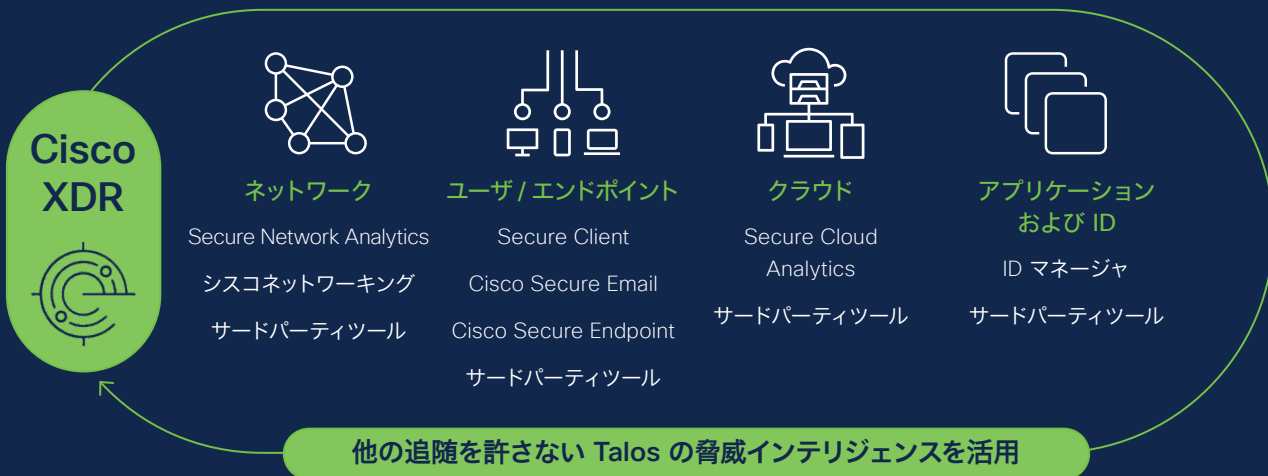 Cisco
XDR
ネットワーク
Secure Network Analytics
シスコネットワーキング
サードパーティツール
ユーザ / エンドポイント
Secure Client
Cisco Secure Email
Cisco Secure Endpoint
サードパーティツール
クラウド
Secure Cloud
Analytics
サードパーティツール
アプリケーション
および ID
ID マネージャ
サードパーティツール
他の追随を許さない Talos の脅威インテリジェンスを活用